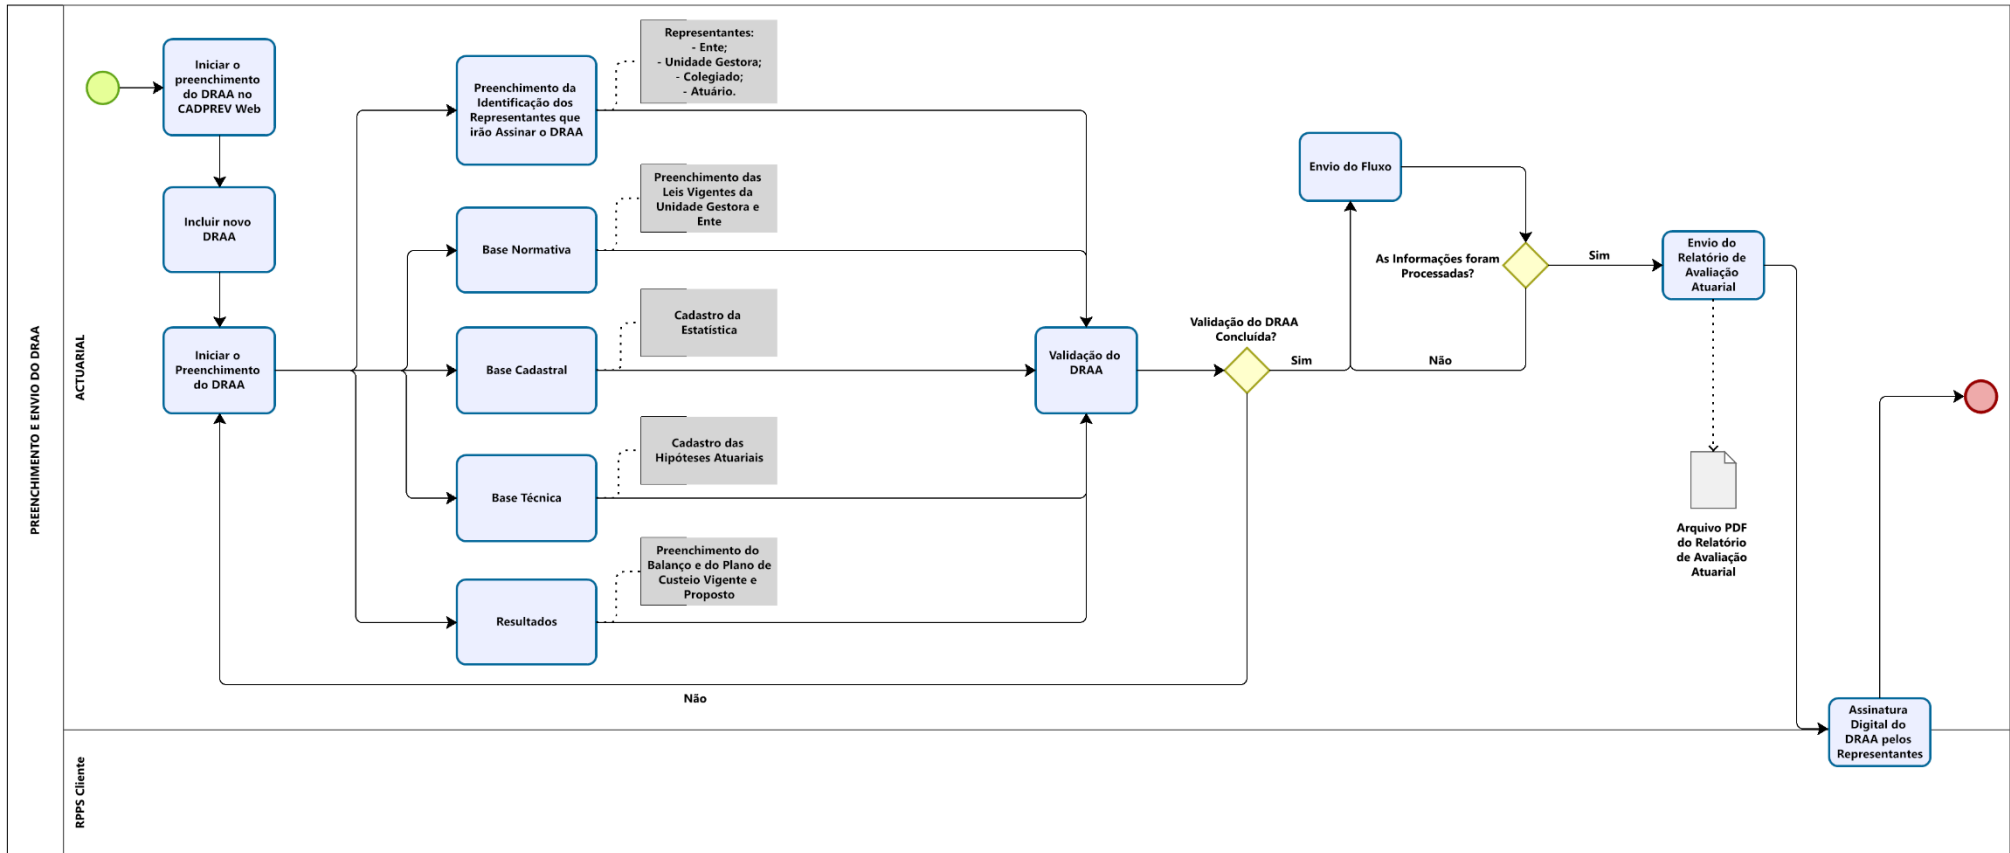 PREENCHIMENTO E ENVIO DO DRAA
ACTUARIAL
RPPS Cliente
Iniciar o
preenchimento
do DRAA no
CADPREV Web
Incluir novo
DRAA
Iniciar o
Preenchimento
do DRAA
Preenchimento da
Identificação dos
Representantes que
irão Assinar o DRAA
Representantes:
- Ente;
- Unidade Gestora;
- Colegiado;
- Atuário.
Base Normativa
Preenchimento das
Leis Vigentes da
Unidade Gestora e
Ente
Base Cadastral
Cadastro da
Estatística
Base Técnica
Cadastro das
Hipóteses Atuariais
Resultados
Preenchimento do
Balanço e do Plano de
Custeio Vigente e
Proposto
Validação do
DRAA
Validação do DRAA
Concluída?
Sim
Não
Envio do Fluxo
As Informações foram
Processadas?
Não
Sim
Envio do
Relatório de
Avaliação
Atuarial
Arquivo PDF
do Relatório
de Avaliação
Atuarial
Assinatura
Digital do
DRAA pelos
Representantes